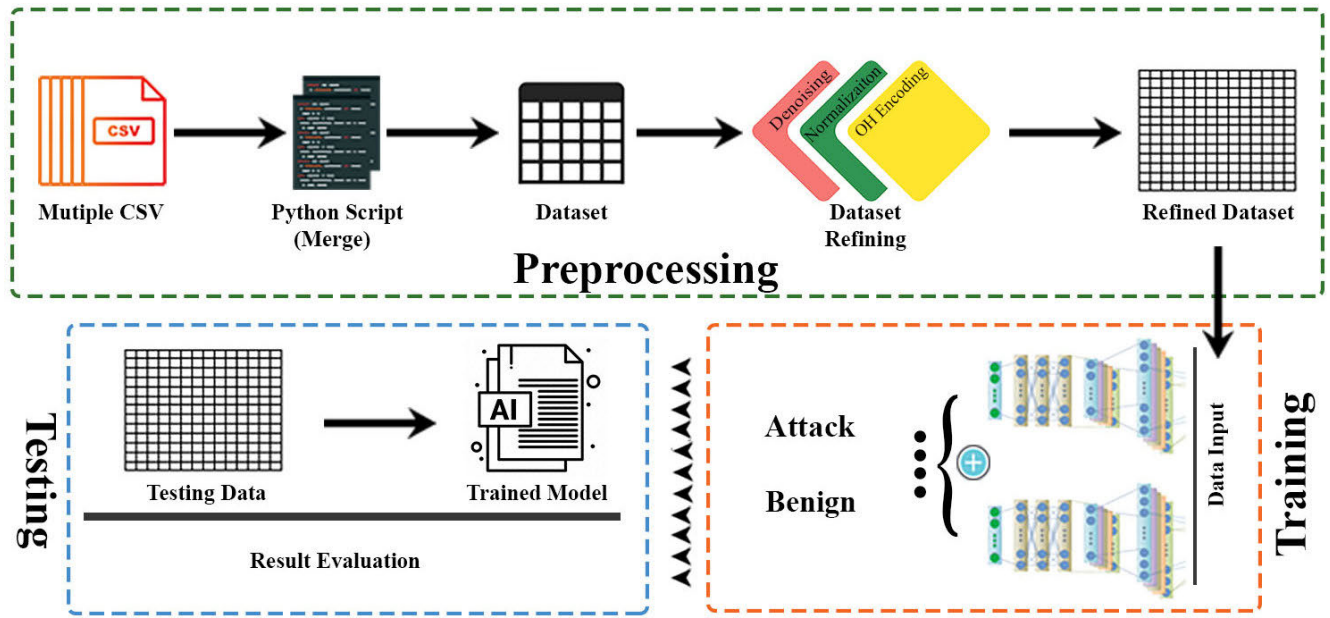 CSV
Mutiple CSV
Python Script
(Merge)
Dataset
Denoising
Normalizaiton
OH Encoding
Dataset
Refining
Refined Dataset
Preprocessing
Testing
AI
Testing Data
Trained Model
Result Evaluation
Attack
Benign
Data Input
Training